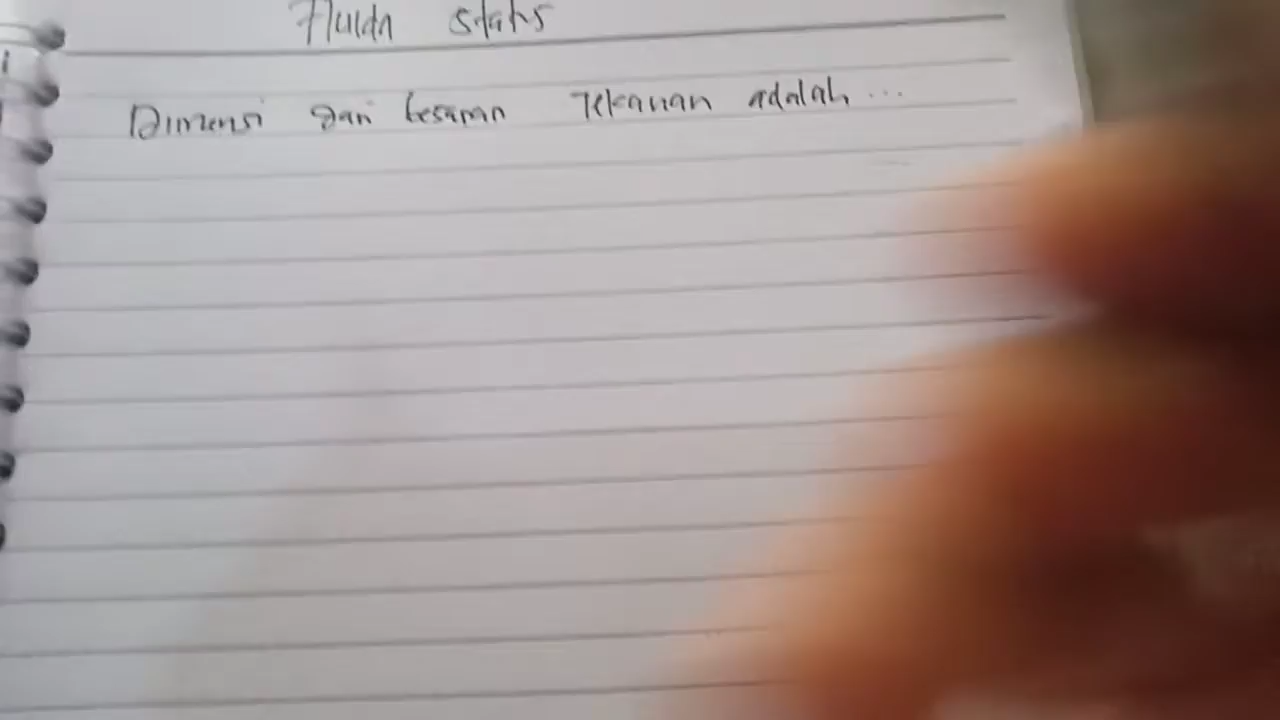 Fluida statis
Dimensi dari besaran Tekanan adalah ...